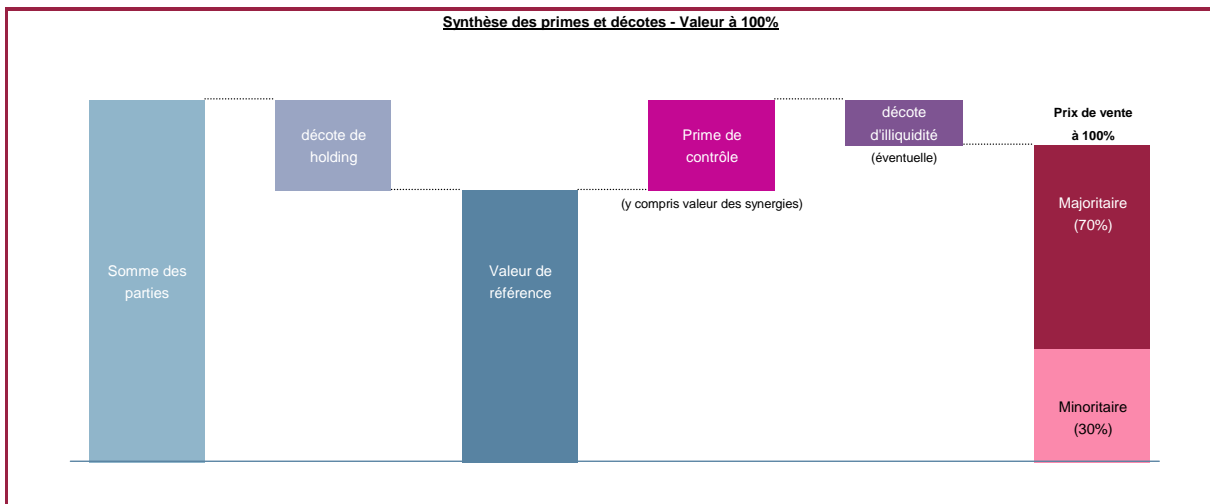 Synthèse des primes et décotes - Valeur à 100%
Somme des
parties
décote de
holding
Valeur de
référence
Prime de
contrôle
(y compris valeur des synergies)
décote
d'illiquidité
(éventuelle)
Prix de vente
à 100%
Majoritaire
(70%)
Minoritaire
(30%)